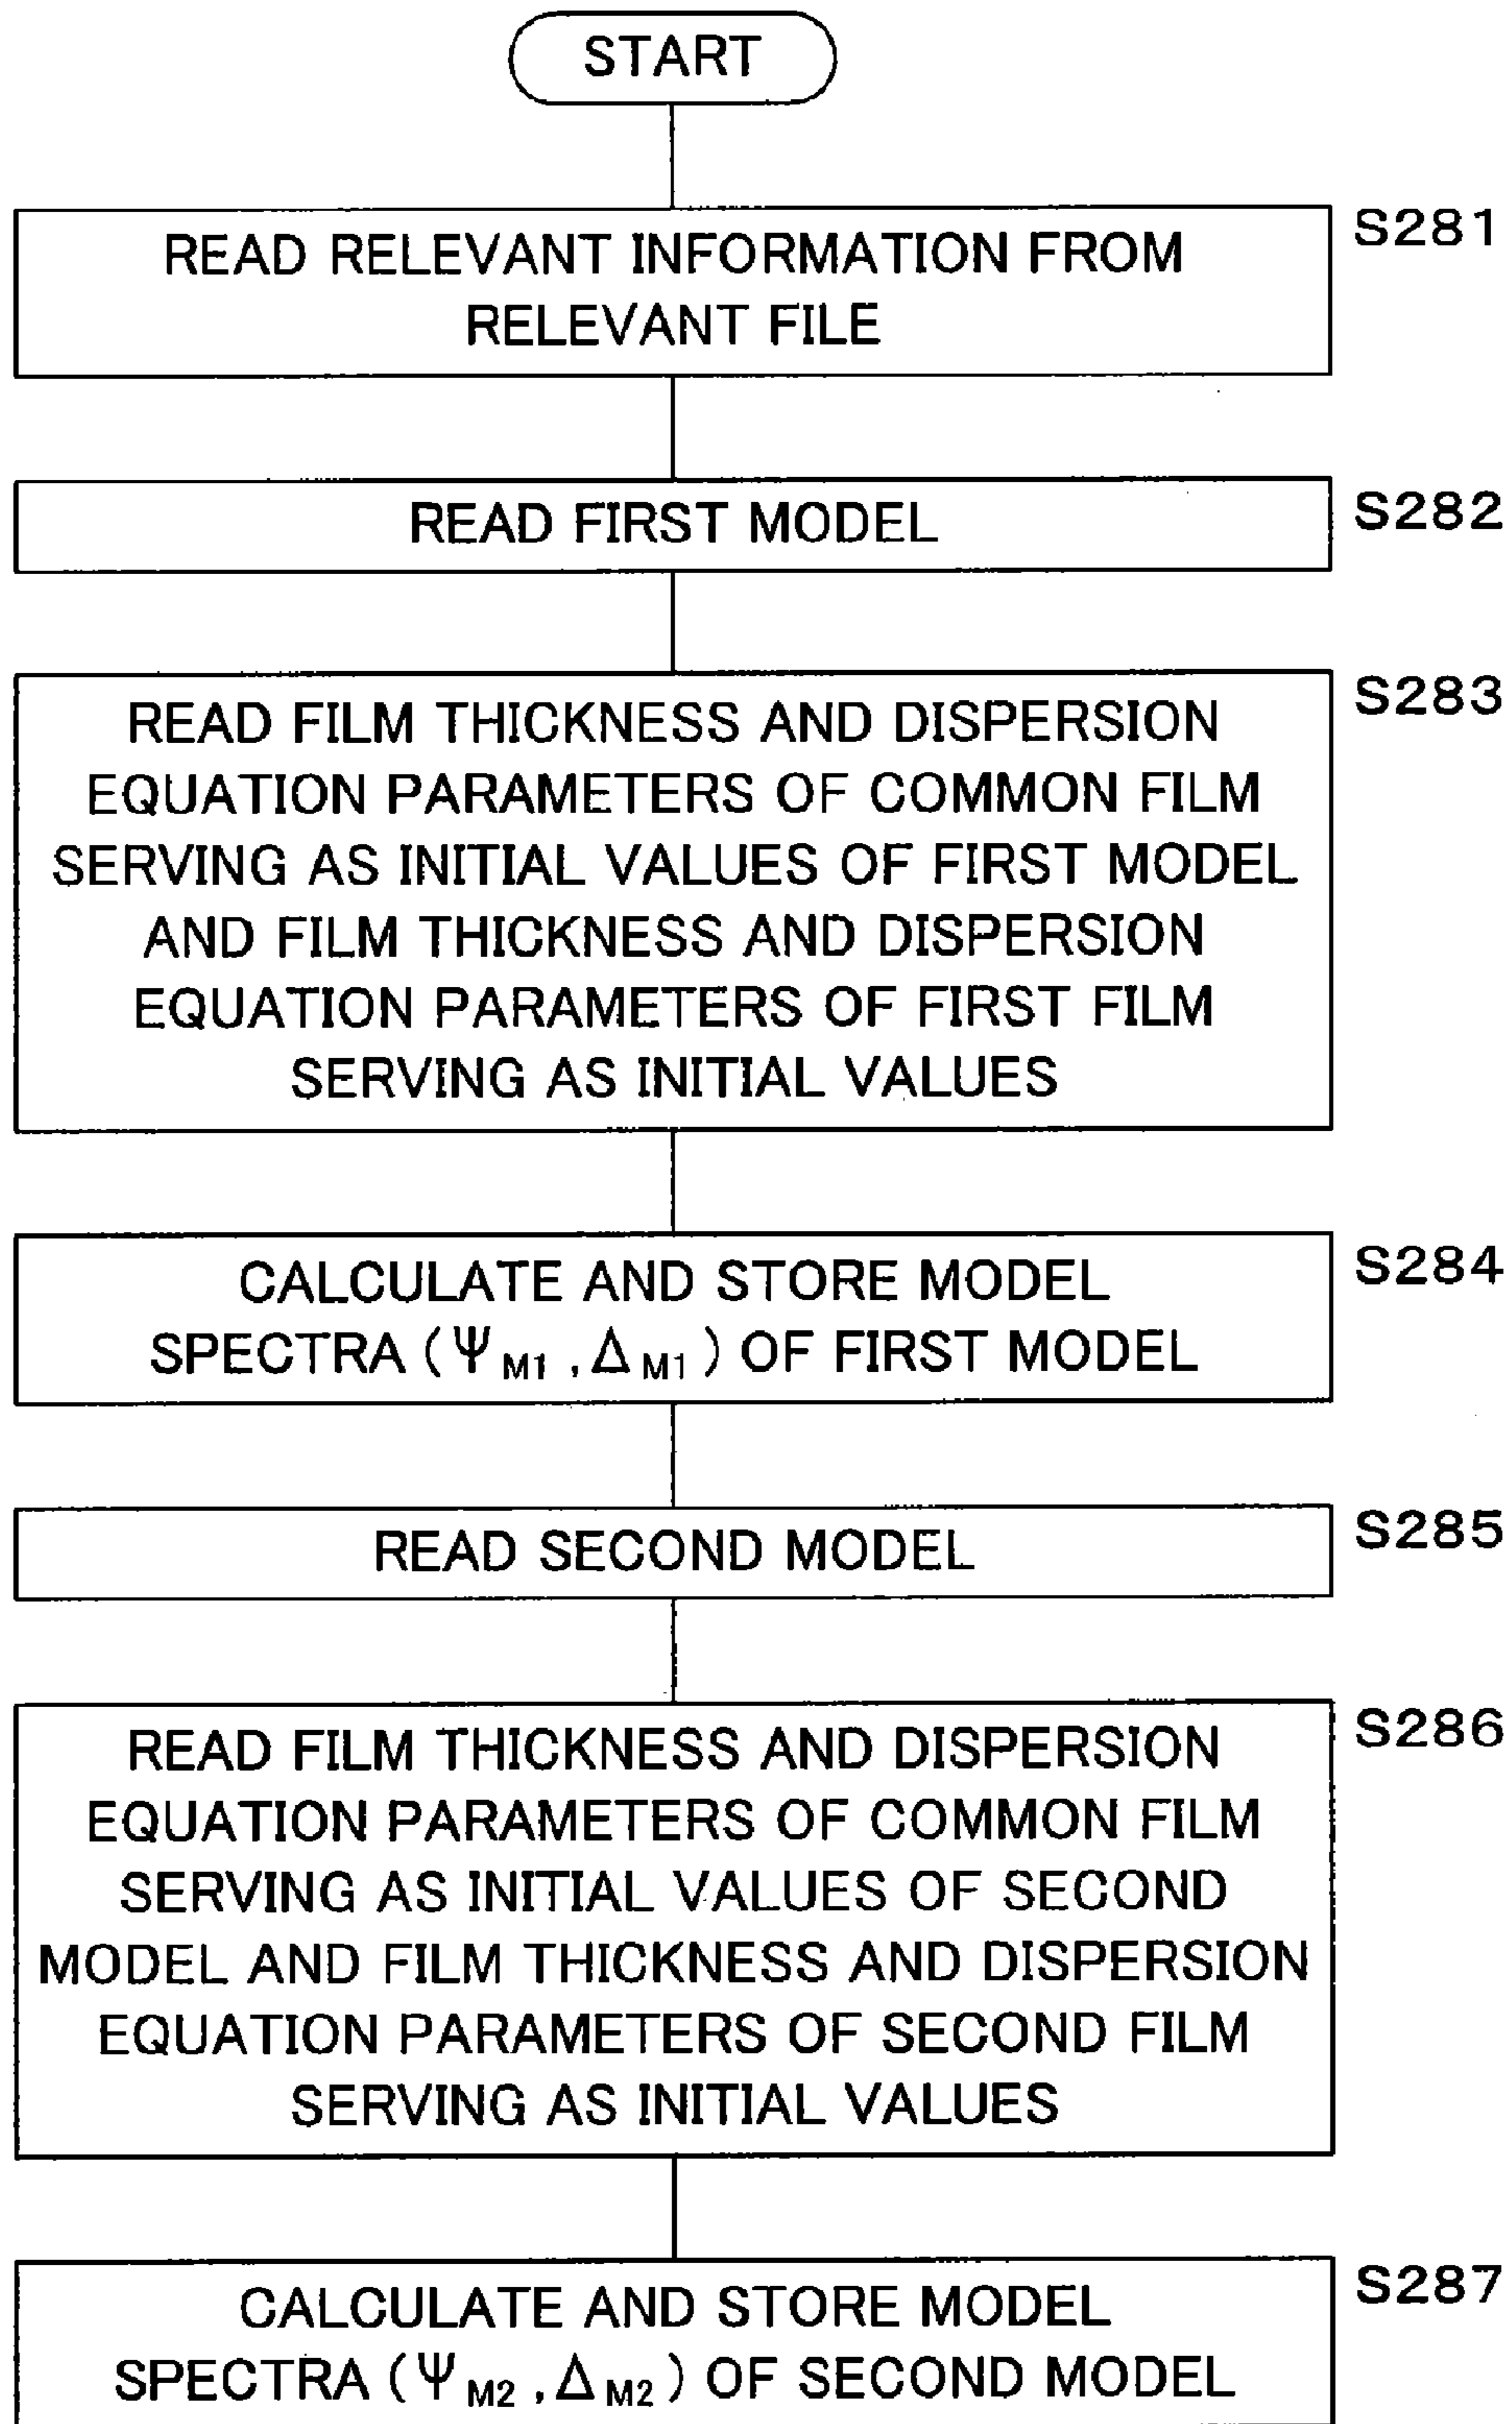 START
S281
READ RELEVANT INFORMATION FROM
RELEVANT FILE
S282
READ FIRST MODEL
S283
READ FILM THICKNESS AND DISPERSION
EQUATION PARAMETERS OF COMMON FILM
SERVING AS INITIAL VALUES OF FIRST MODEL
AND FILM THICKNESS AND DISPERSION
EQUATION PARAMETERS OF FIRST FILM
SERVING AS INITIAL VALUES
S284
CALCULATE AND STORE MODEL
SPECTRA (Ψ M1 , Δ M1 ) OF FIRST MODEL
S285
READ SECOND MODEL
S286
READ FILM THICKNESS AND DISPERSION
EQUATION PARAMETERS OF COMMON FILM
SERVING AS INITIAL VALUES OF SECOND
MODEL AND FILM THICKNESS AND DISPERSION
EQUATION PARAMETERS OF SECOND FILM
SERVING AS INITIAL VALUES
S287
CALCULATE AND STORE MODEL
SPECTRA (Ψ M2 , Δ M2 ) OF SECOND MODEL